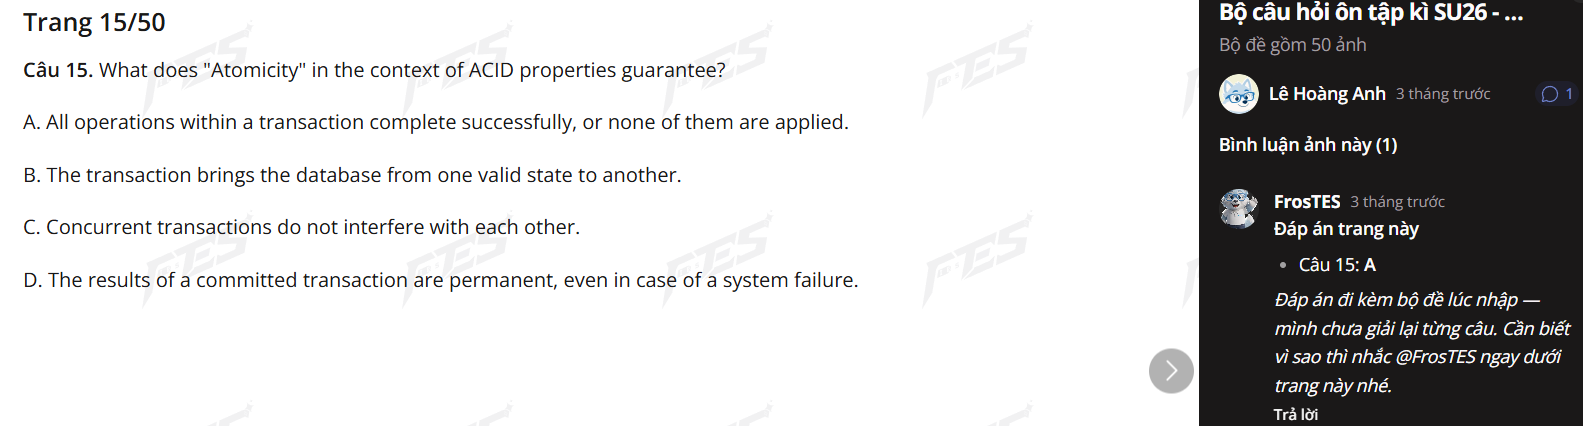 Trang 15/50
Câu 15. What does "Atomicity" in the context of ACID properties guarantee?
A. All operations within a transaction complete successfully, or none of them are applied.
B. The transaction brings the database from one valid state to another.
C. Concurrent transactions do not interfere with each other.
D. The results of a committed transaction are permanent, even in case of a system failure.
Bộ câu hỏi ôn tập kì SU26 - ...
Bộ đề gồm 50 ảnh
Lê Hoàng Anh 3 tháng trước 1
Bình luận ảnh này (1)
FrosTES 3 tháng trước
Đáp án trang này
• Câu 15: A
Đáp án đi kèm bộ đề lúc nhập —
mình chưa giải lại từng câu. Cần biết
vì sao thì nhắc @FrosTES ngay dưới
trang này nhé.
Trả lời